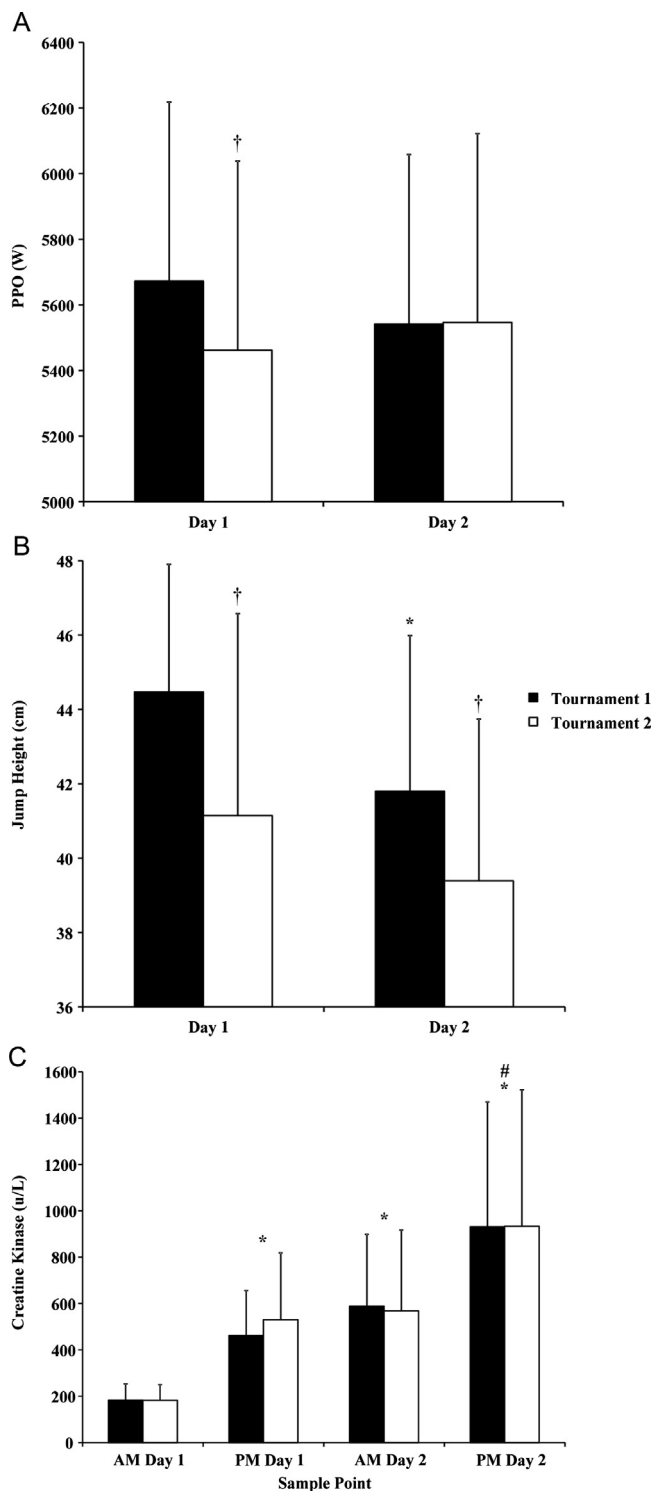 A
6400
6200
6000
5800
5600
5400
5200
5000
PPO (W)
†
Day 1
Day 2
B
48
46
44
42
40
38
36
Jump Height (cm)
†
*
†
Tournament 1
Tournament 2
Day 1
Day 2
C
1600
1400
1200
1000
800
600
400
200
0
Creatine Kinase (u/L)
*
*
#
*
AM Day 1
PM Day 1
AM Day 2
PM Day 2
Sample Point